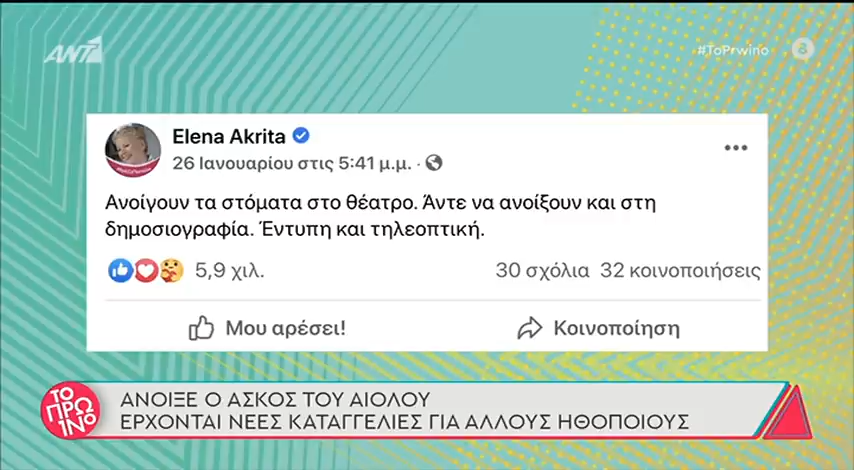 ANT1
#ToPrwino
8
Elena Akrita
26 Ιανουαρίου στις 5:41 μ.μ. ·
Ανοίγουν τα στόματα στο θέατρο. Άντε να ανοίξουν και στη
δημοσιογραφία. Έντυπη και τηλεοπτική.
5,9 χιλ.
30 σχόλια 32 κοινοποιήσεις
Μου αρέσει!
Κοινοποίηση
ΤΟ
ΠΡΩ
ΙΝΟ
ΑΝΟΙΞΕ Ο ΑΣΚΟΣ ΤΟΥ ΑΙΟΛΟΥ
ΕΡΧΟΝΤΑΙ ΝΕΕΣ ΚΑΤΑΓΓΕΛΙΕΣ ΓΙΑ ΑΛΛΟΥΣ ΗΘΟΠΟΙΟΥΣ